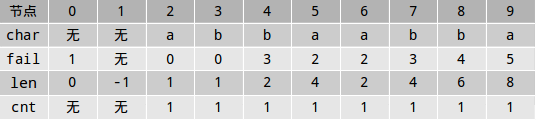 节点 0 1 2 3 4 5 6 7 8 9
char 无 无 a b b a a b b a
fail 1 无 0 0 3 2 2 3 4 5
len 0 -1 1 1 2 4 2 4 6 8
cnt 无 无 1 1 1 1 1 1 1 1